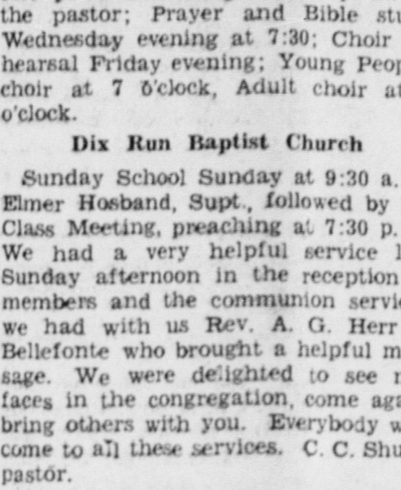 the pastor; Prayer and Bible stu
Wednesday evening at 7:30; Choir
hearsal Friday evening; Young Peop
choir at 7 o'clock, Adult choir at
o'clock.
Dix Run Baptist Church
Sunday School Sunday at 9:30 a.
Elmer Hosband, Supt., followed by
Class Meeting, preaching at 7:30 p.
We had a very helpful service l
Sunday afternoon in the reception
members and the communion servic
we had with us Rev. A. G. Herr
Bellefonte who brought a helpful m
sage. We were delighted to see n
faces in the congregation, come aga
bring others with you. Everybody w
come to all these services. C. C. Shu
pastor.